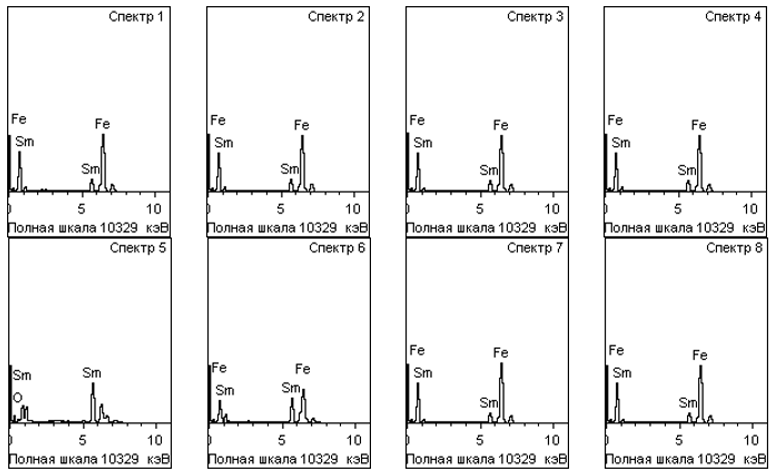 Спектр 1
Fe
Sm
Fe
Sm
0 5 10
Полная шкала 10329 кэВ
Спектр 2
Fe
Sm
Fe
Sm
0 5 10
Полная шкала 10329 кэВ
Спектр 3
Fe
Sm
Fe
Sm
0 5 10
Полная шкала 10329 кэВ
Спектр 4
Fe
Sm
Fe
Sm
0 5 10
Полная шкала 10329 кэВ
Спектр 5
Sm
Sm
O
0 5 10
Полная шкала 10329 кэВ
Спектр 6
Fe
Fe
Sm
Sm
0 5 10
Полная шкала 10329 кэВ
Спектр 7
Fe
Fe
Sm
Sm
0 5 10
Полная шкала 10329 кэВ
Спектр 8
Fe
Fe
Sm
Sm
0 5 10
Полная шкала 10329 кэВ